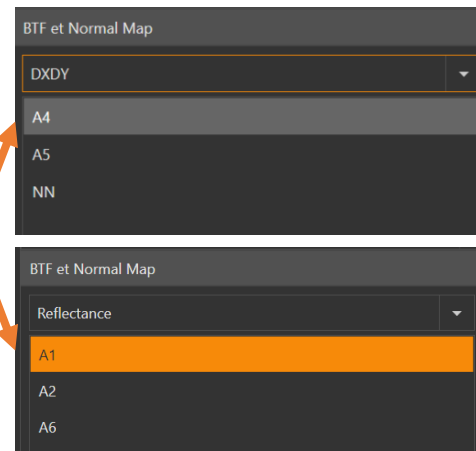 BTF et Normal Map
DXDY
A4
A5
NN
BTF et Normal Map
Reflectance
A1
A2
A6